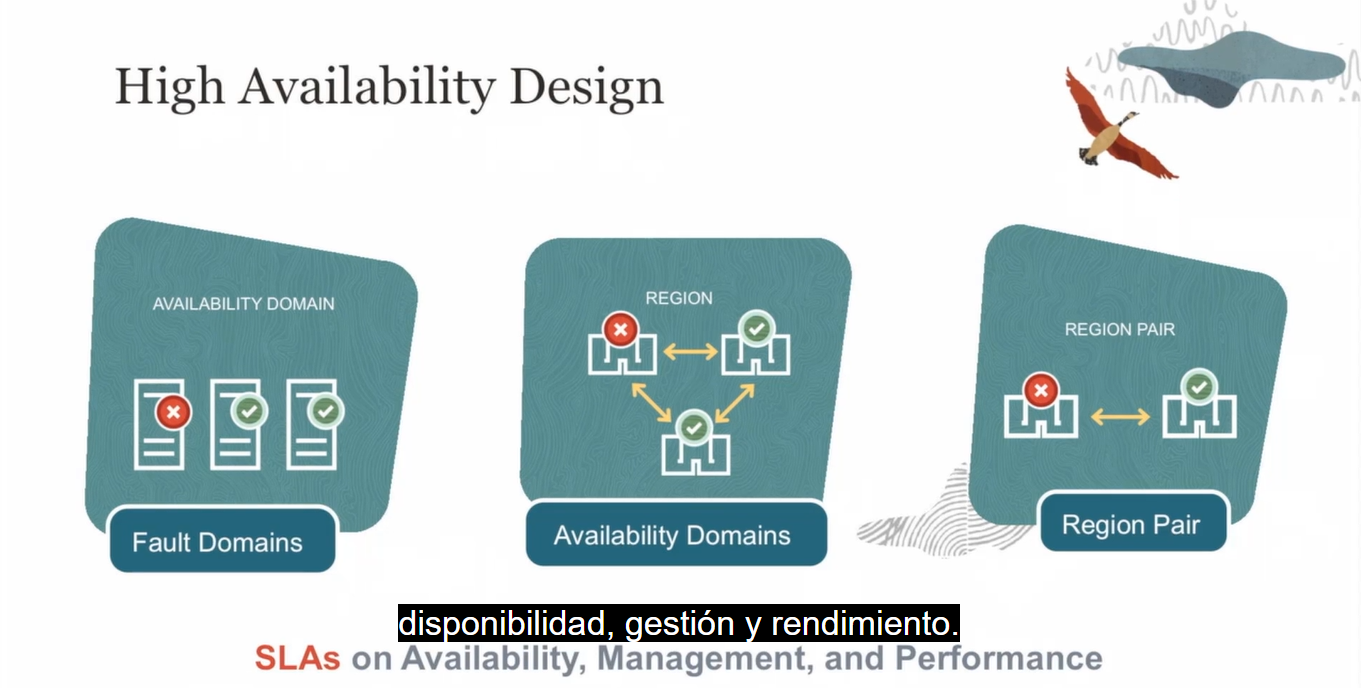 High Availability Design
AVAILABILITY DOMAIN
Fault Domains
REGION
Availability Domains
REGION PAIR
Region Pair
disponibilidad, gestión y rendimiento.
SLAs on Availability, Management, and Performance